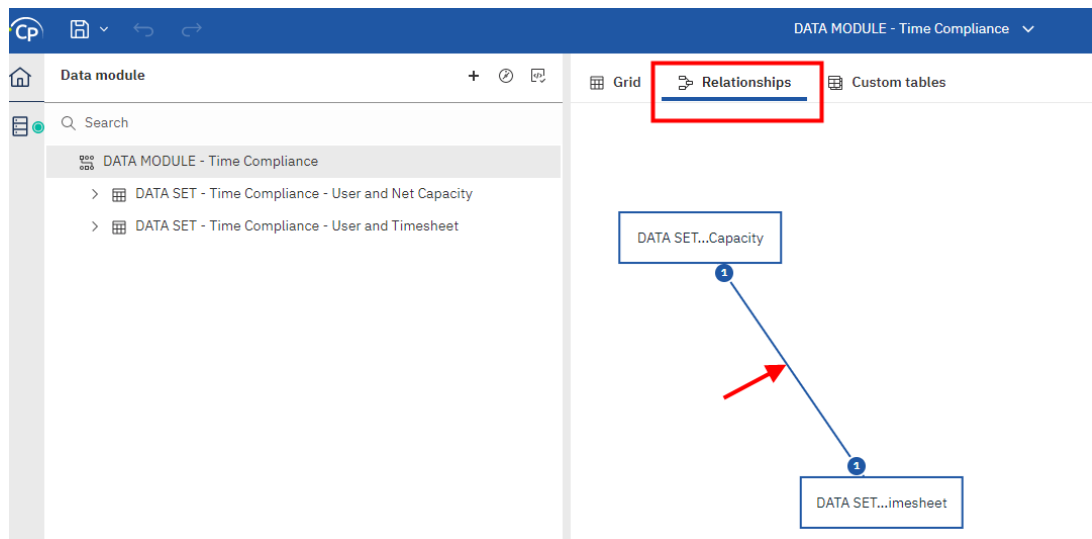 CP
DATA MODULE - Time Compliance
Data module
Grid
Relationships
Custom tables
Search
DATA MODULE - Time Compliance
DATA SET - Time Compliance - User and Net Capacity
DATA SET - Time Compliance - User and Timesheet
DATA SET...Capacity
1
1
DATA SET...imesheet